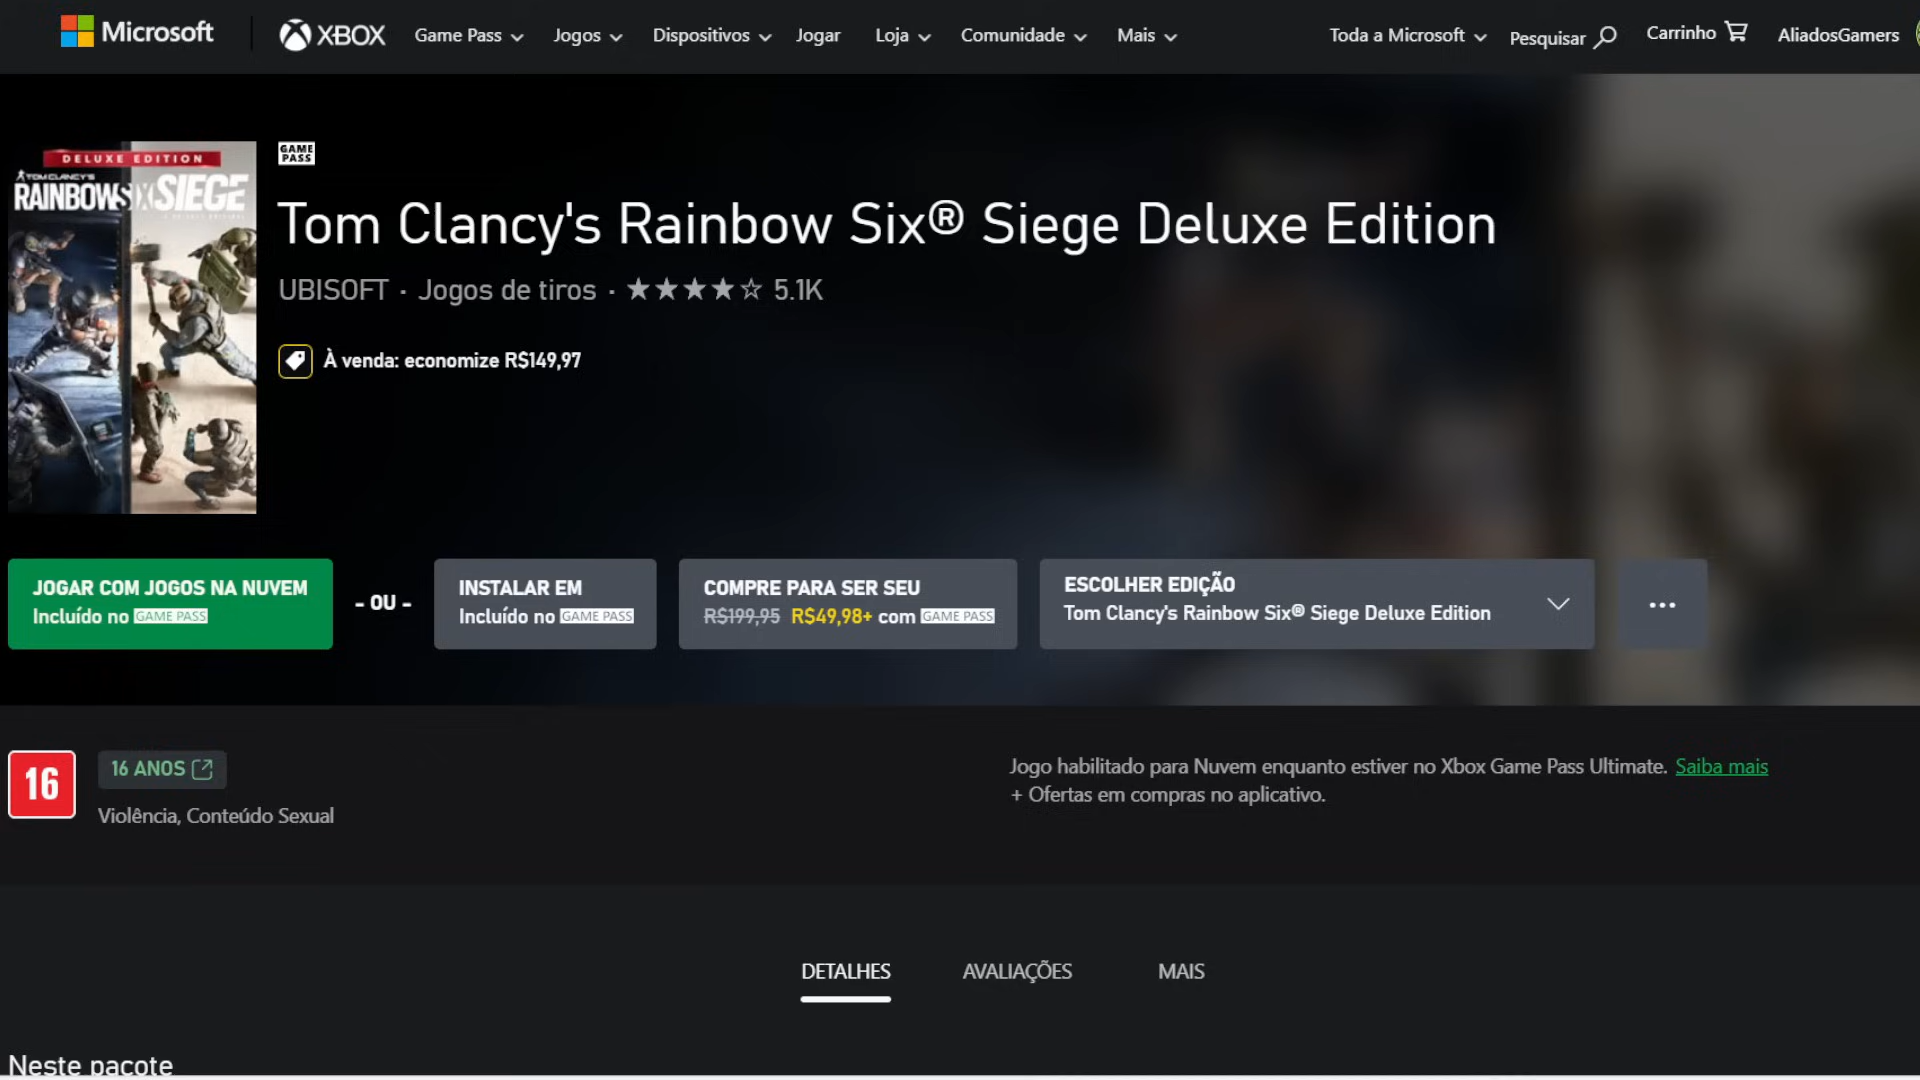 Microsoft
XBOX
Game Pass
Jogos
Dispositivos
Jogar
Loja
Comunidade
Mais
Toda a Microsoft
Pesquisar
Carrinho
AliadosGamers
DELUXE EDITION
TOM CLANCY'S
RAINBOWSIX SIEGE
GAME
PASS
Tom Clancy's Rainbow Six® Siege Deluxe Edition
UBISOFT · Jogos de tiros · ★★★★☆ 5.1K
À venda: economize R$149,97
JOGAR COM JOGOS NA NUVEM
Incluído no GAME PASS
- OU -
INSTALAR EM
Incluído no GAME PASS
COMPRE PARA SER SEU
R$199,95 R$49,98+ com GAME PASS
ESCOLHER EDIÇÃO
Tom Clancy's Rainbow Six® Siege Deluxe Edition
16
16 ANOS
Violência, Conteúdo Sexual
Jogo habilitado para Nuvem enquanto estiver no Xbox Game Pass Ultimate. Saiba mais
+ Ofertas em compras no aplicativo.
DETALHES
AVALIAÇÕES
MAIS
Neste pacote